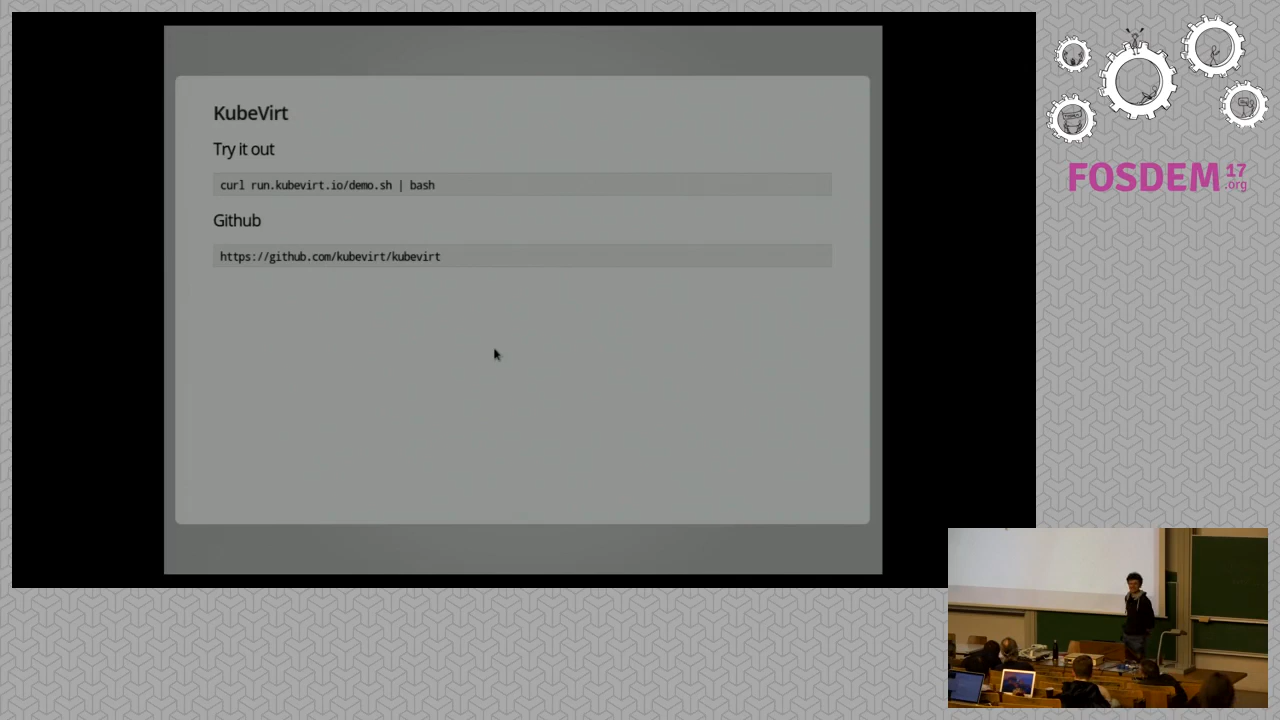 KubeVirt
Try it out
curl run.kubevirt.io/demo.sh | bash
Github
https://github.com/kubevirt/kubevirt
FOSDEM 17
.org